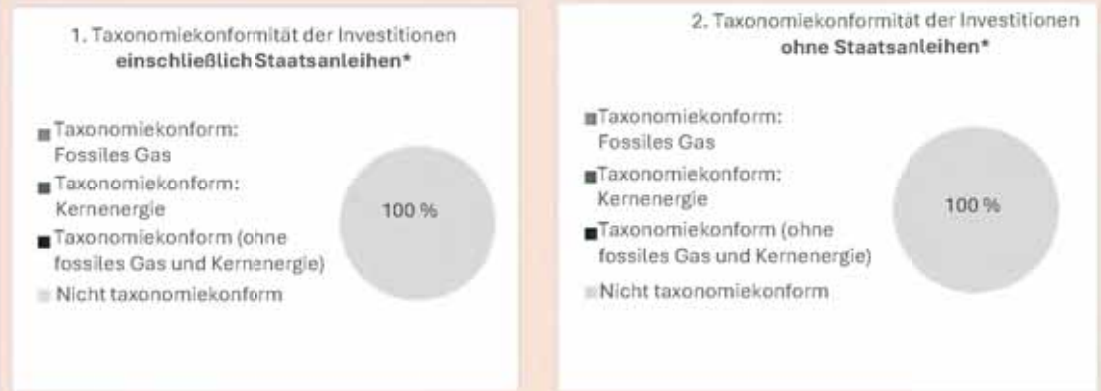 1. Taxonomiekonformität der Investitionen
einschließlich Staatsanleihen*
Taxonomiekonform:
Fossiles Gas
Taxonomiekonform:
Kernenergie
Taxonomiekonform (ohne
fossiles Gas und Kernenergie)
Nicht taxonomiekonform
100 %
2. Taxonomiekonformität der Investitionen
ohne Staatsanleihen*
Taxonomiekonform:
Fossiles Gas
Taxonomiekonform:
Kernenergie
Taxonomiekonform (ohne
fossiles Gas und Kernenergie)
Nicht taxonomiekonform
100 %